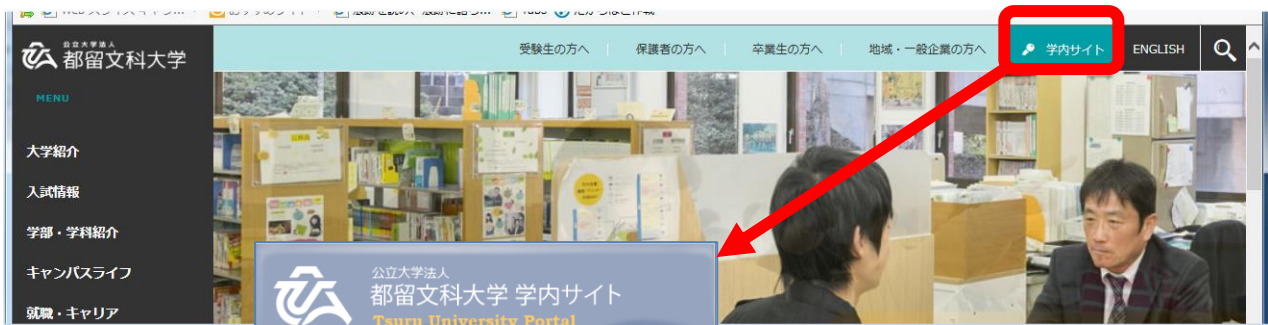 公立大学法人
都留文科大学
受験生の方へ
保護者の方へ
卒業生の方へ
地域・一般企業の方へ
学内サイト
ENGLISH
MENU
大学紹介
入試情報
学部・学科紹介
キャンパスライフ
就職・キャリア
公立大学法人
都留文科大学 学内サイト
Tsuru University Portal